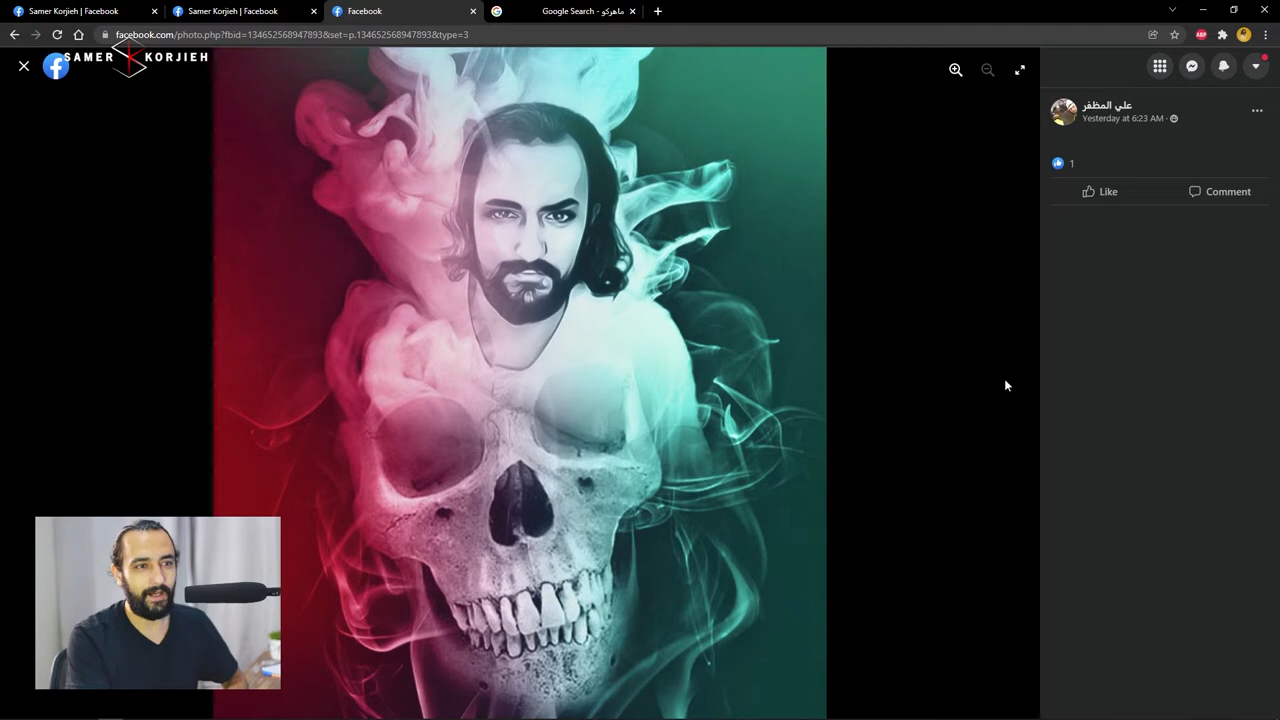 Samer Korjieh | Facebook
Samer Korjieh | Facebook
Facebook
ماهركو - Google Search
facebook.com/photo.php?fbid=134652568947893&set=p.134652568947893&type=3
SAMER KORJIEH
علي المظفر
Yesterday at 6:23 AM ·
1
Like
Comment